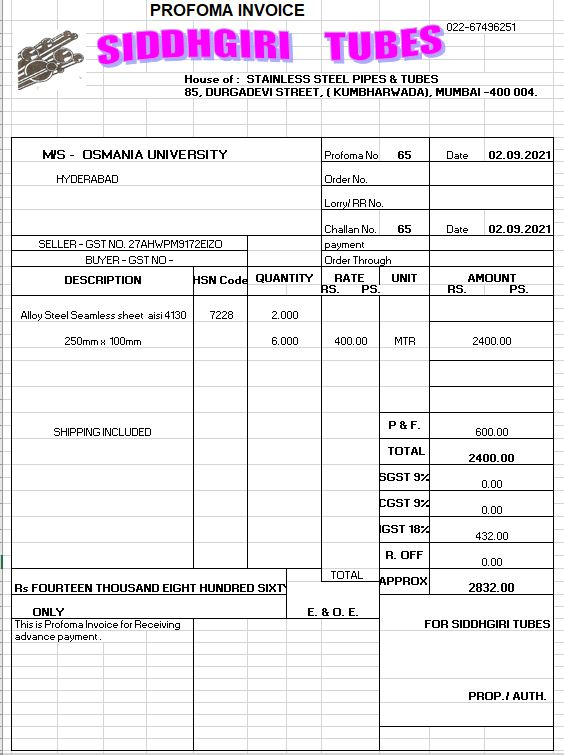 PROFOMA INVOICE
SIDDHGIRI TUBES
022-67496251
House of : STAINLESS STEEL PIPES & TUBES
85, DURGADEVI STREET, ( KUMBHARWADA), MUMBAI -400 004.
M/S - OSMANIA UNIVERSITY Profoma No 65 Date 02.09.2021
HYDERABAD Order No.
Lorry/ RR No.
Challan No. 65 Date 02.09.2021
SELLER - GST NO. 27AHWPM9172EIZO payment
BUYER - GST NO - Order Through
DESCRIPTION HSN Code QUANTITY RATE UNIT AMOUNT
RS. PS. RS. PS.
Alloy Steel Seamless sheet aisi 4130 7228 2.000
250mm x 100mm 6.000 400.00 MTR 2400.00
P & F. 600.00
SHIPPING INCLUDED
TOTAL 2400.00
SGST 9% 0.00
CGST 9% 0.00
IGST 18% 432.00
R. OFF 0.00
TOTAL APPROX 2832.00
Rs FOURTEEN THOUSAND EIGHT HUNDRED SIXTY
ONLY E. & O. E.
This is Profoma Invoice for Receiving
advance payment.
FOR SIDDHGIRI TUBES
PROP./ AUTH.